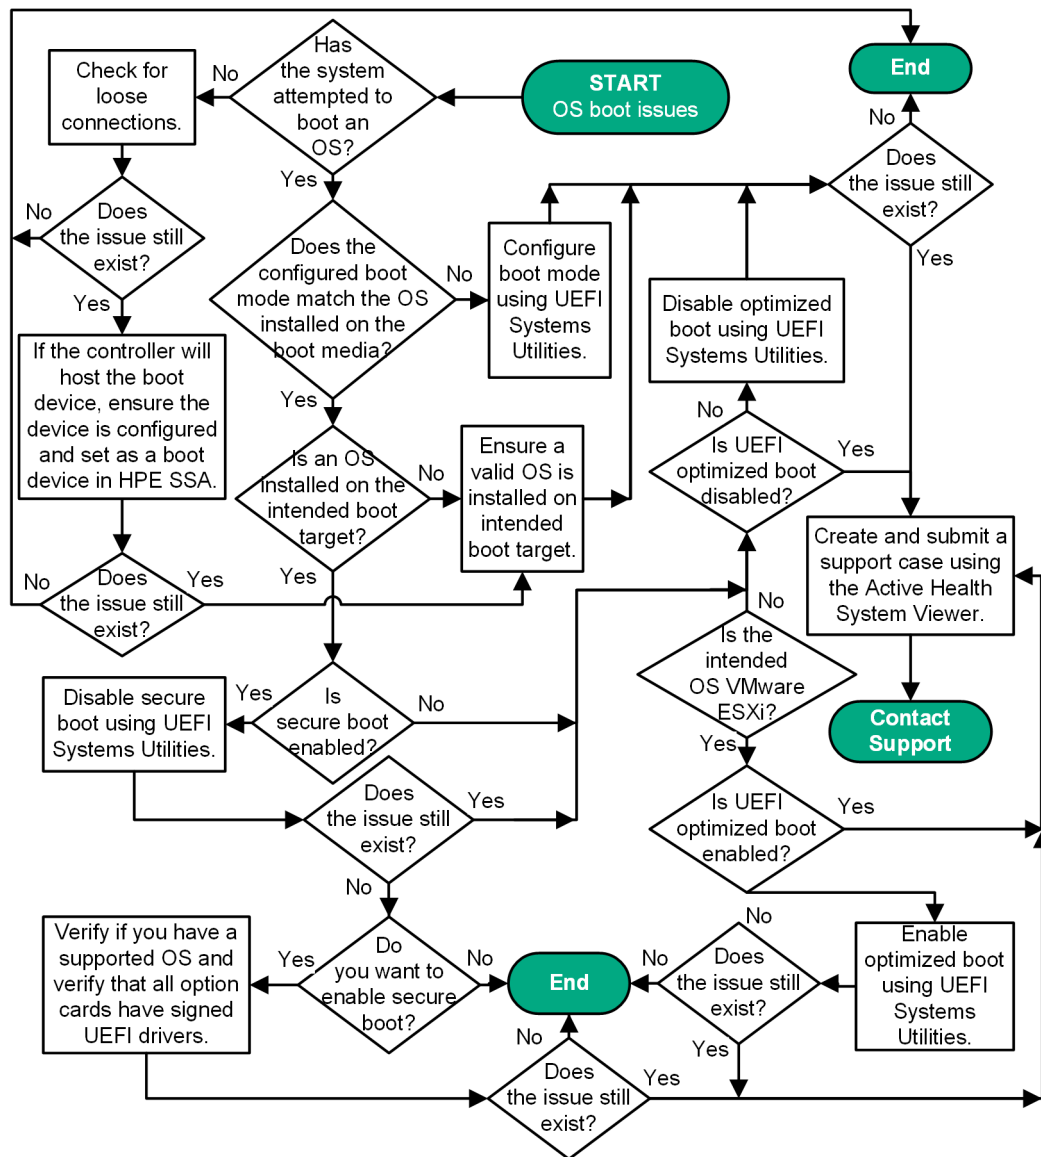 START
OS boot issues
Has
the system
attempted to
boot an
OS?
No
Yes
Check for
loose
connections.
Does
the issue still
exist?
No
Yes
If the controller will
host the boot
device, ensure the
device is configured
and set as a boot
device in HPE SSA.
Does
the issue still
exist?
No
Yes
Does the
configured boot
mode match the OS
installed on the
boot media?
No
Yes
Configure
boot mode
using UEFI
Systems
Utilities.
Is an OS
installed on the
intended boot
target?
No
Yes
Ensure a
valid OS is
installed on
intended
boot target.
Is
secure boot
enabled?
Yes
No
Disable secure
boot using UEFI
Systems Utilities.
Does
the issue still
exist?
Yes
No
Do
you want to
enable secure
boot?
Yes
No
Verify if you have a
supported OS and
verify that all option
cards have signed
UEFI drivers.
Does
the issue still
exist?
No
Yes
End
Is the
intended
OS VMware
ESXi?
No
Yes
Is UEFI
optimized boot
disabled?
No
Yes
Disable optimized
boot using UEFI
Systems Utilities.
Does
the issue still
exist?
No
Yes
End
Create and submit a
support case using
the Active Health
System Viewer.
Contact
Support
Is UEFI
optimized boot
enabled?
Yes
No
Enable
optimized boot
using UEFI
Systems
Utilities.
Does
the issue still
exist?
No
Yes